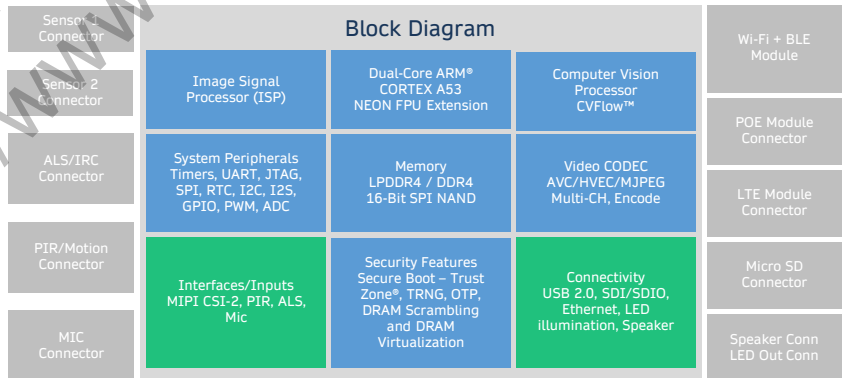 Block Diagram
Sensor 1
Connector
Sensor 2
Connector
ALS/IRC
Connector
PIR/Motion
Connector
MIC
Connector
Image Signal
Processor (ISP)
Dual-Core ARM®
CORTEX A53
NEON FPU Extension
Computer Vision
Processor
CVFlow™
System Peripherals
Timers, UART, JTAG,
SPI, RTC, I2C, I2S,
GPIO, PWM, ADC
Memory
LPDDR4 / DDR4
16-Bit SPI NAND
Video CODEC
AVC/HVEC/MJPEG
Multi-CH, Encode
Interfaces/Inputs
MIPI CSI-2, PIR, ALS,
Mic
Security Features
Secure Boot – Trust
Zone®, TRNG, OTP,
DRAM Scrambling
and DRAM
Virtualization
Connectivity
USB 2.0, SDI/SDIO,
Ethernet, LED
illumination, Speaker
Wi-Fi + BLE
Module
POE Module
Connector
LTE Module
Connector
Micro SD
Connector
Speaker Conn
LED Out Conn